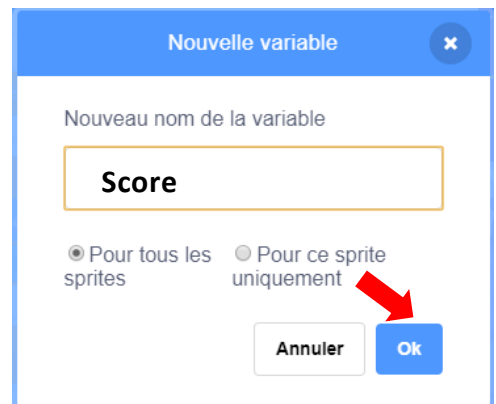 Nouvelle variable
Nouveau nom de la variable
Score
Pour tous les sprites
Pour ce sprite uniquement
Annuler
Ok